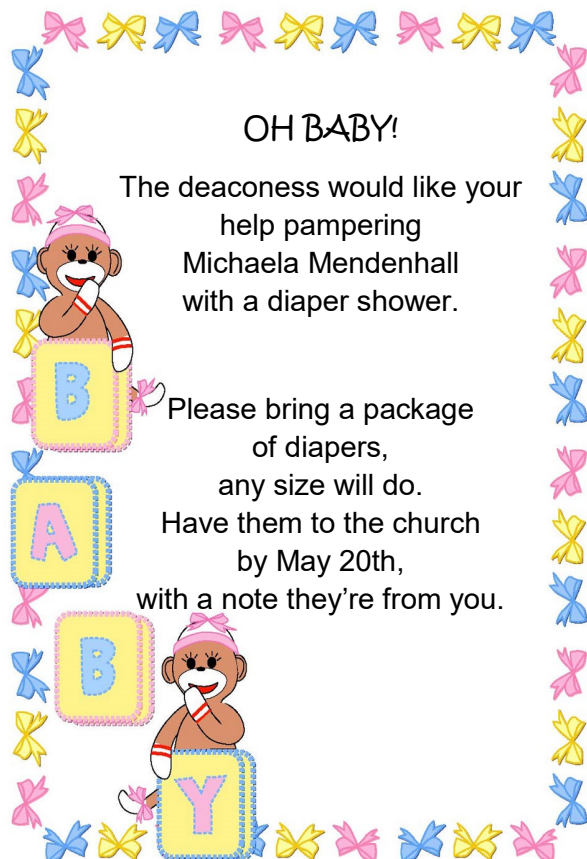 OH BABY!
The deaconess would like your
help pampering
Michaela Mendenhall
with a diaper shower.
Please bring a package
of diapers,
any size will do.
Have them to the church
by May 20th,
with a note they’re from you.
B
A
B
Y